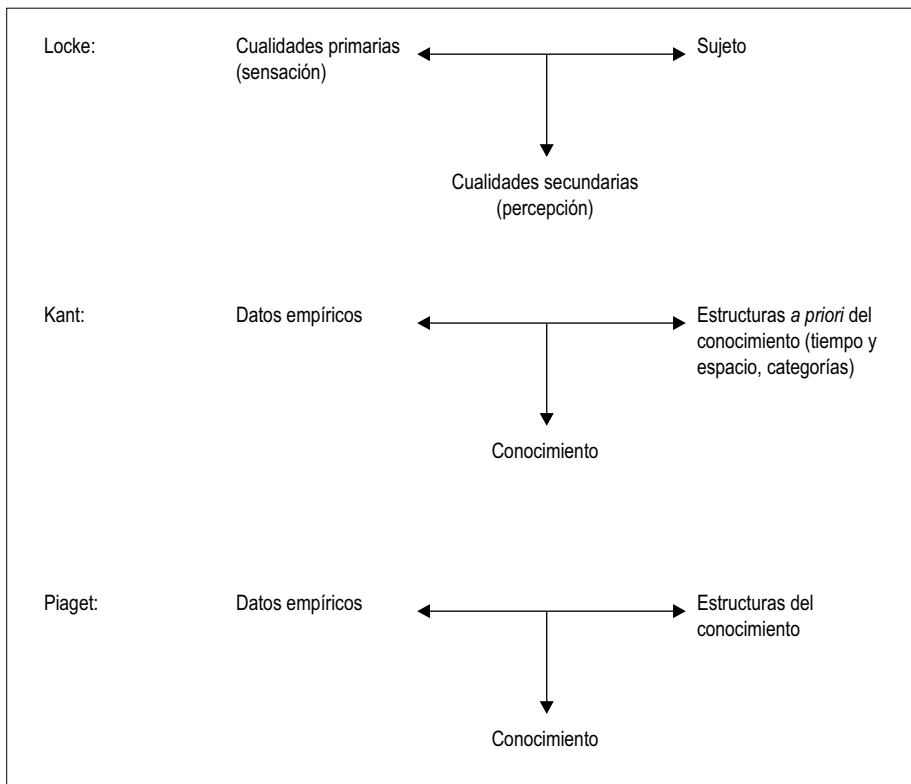 Locke:
Cualidades primarias
(sensación)
Sujeto
Cualidades secundarias
(percepción)
Kant:
Datos empíricos
Estructuras a priori del
conocimiento (tiempo y
espacio, categorías)
Conocimiento
Piaget:
Datos empíricos
Estructuras del
conocimiento
Conocimiento